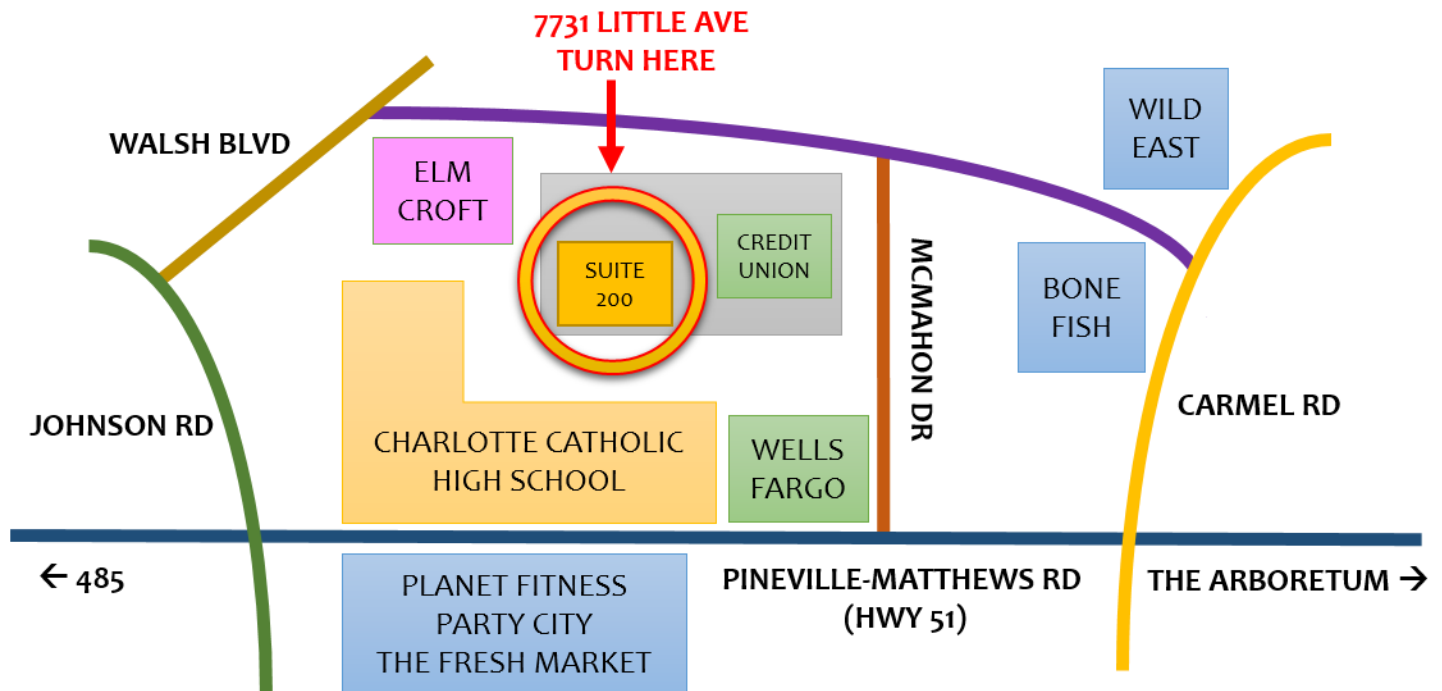 7731 LITTLE AVE
TURN HERE
WALSH BLVD
WILD
EAST
ELM
CROFT
CREDIT
UNION
SUITE
200
MCMAHON DR
BONE
FISH
JOHNSON RD
CARMEL RD
CHARLOTTE CATHOLIC
HIGH SCHOOL
WELLS
FARGO
← 485
PINEVILLE-MATTHEWS RD
(HWY 51)
THE ARBORETUM →
PLANET FITNESS
PARTY CITY
THE FRESH MARKET